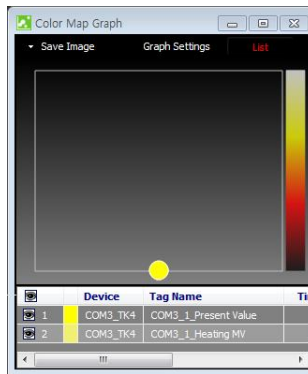 Color Map Graph
Save Image Graph Settings List
Device Tag Name Ti
1 COM3_TK4 COM3_1_Present Value
2 COM3_TK4 COM3_1_Heating MV